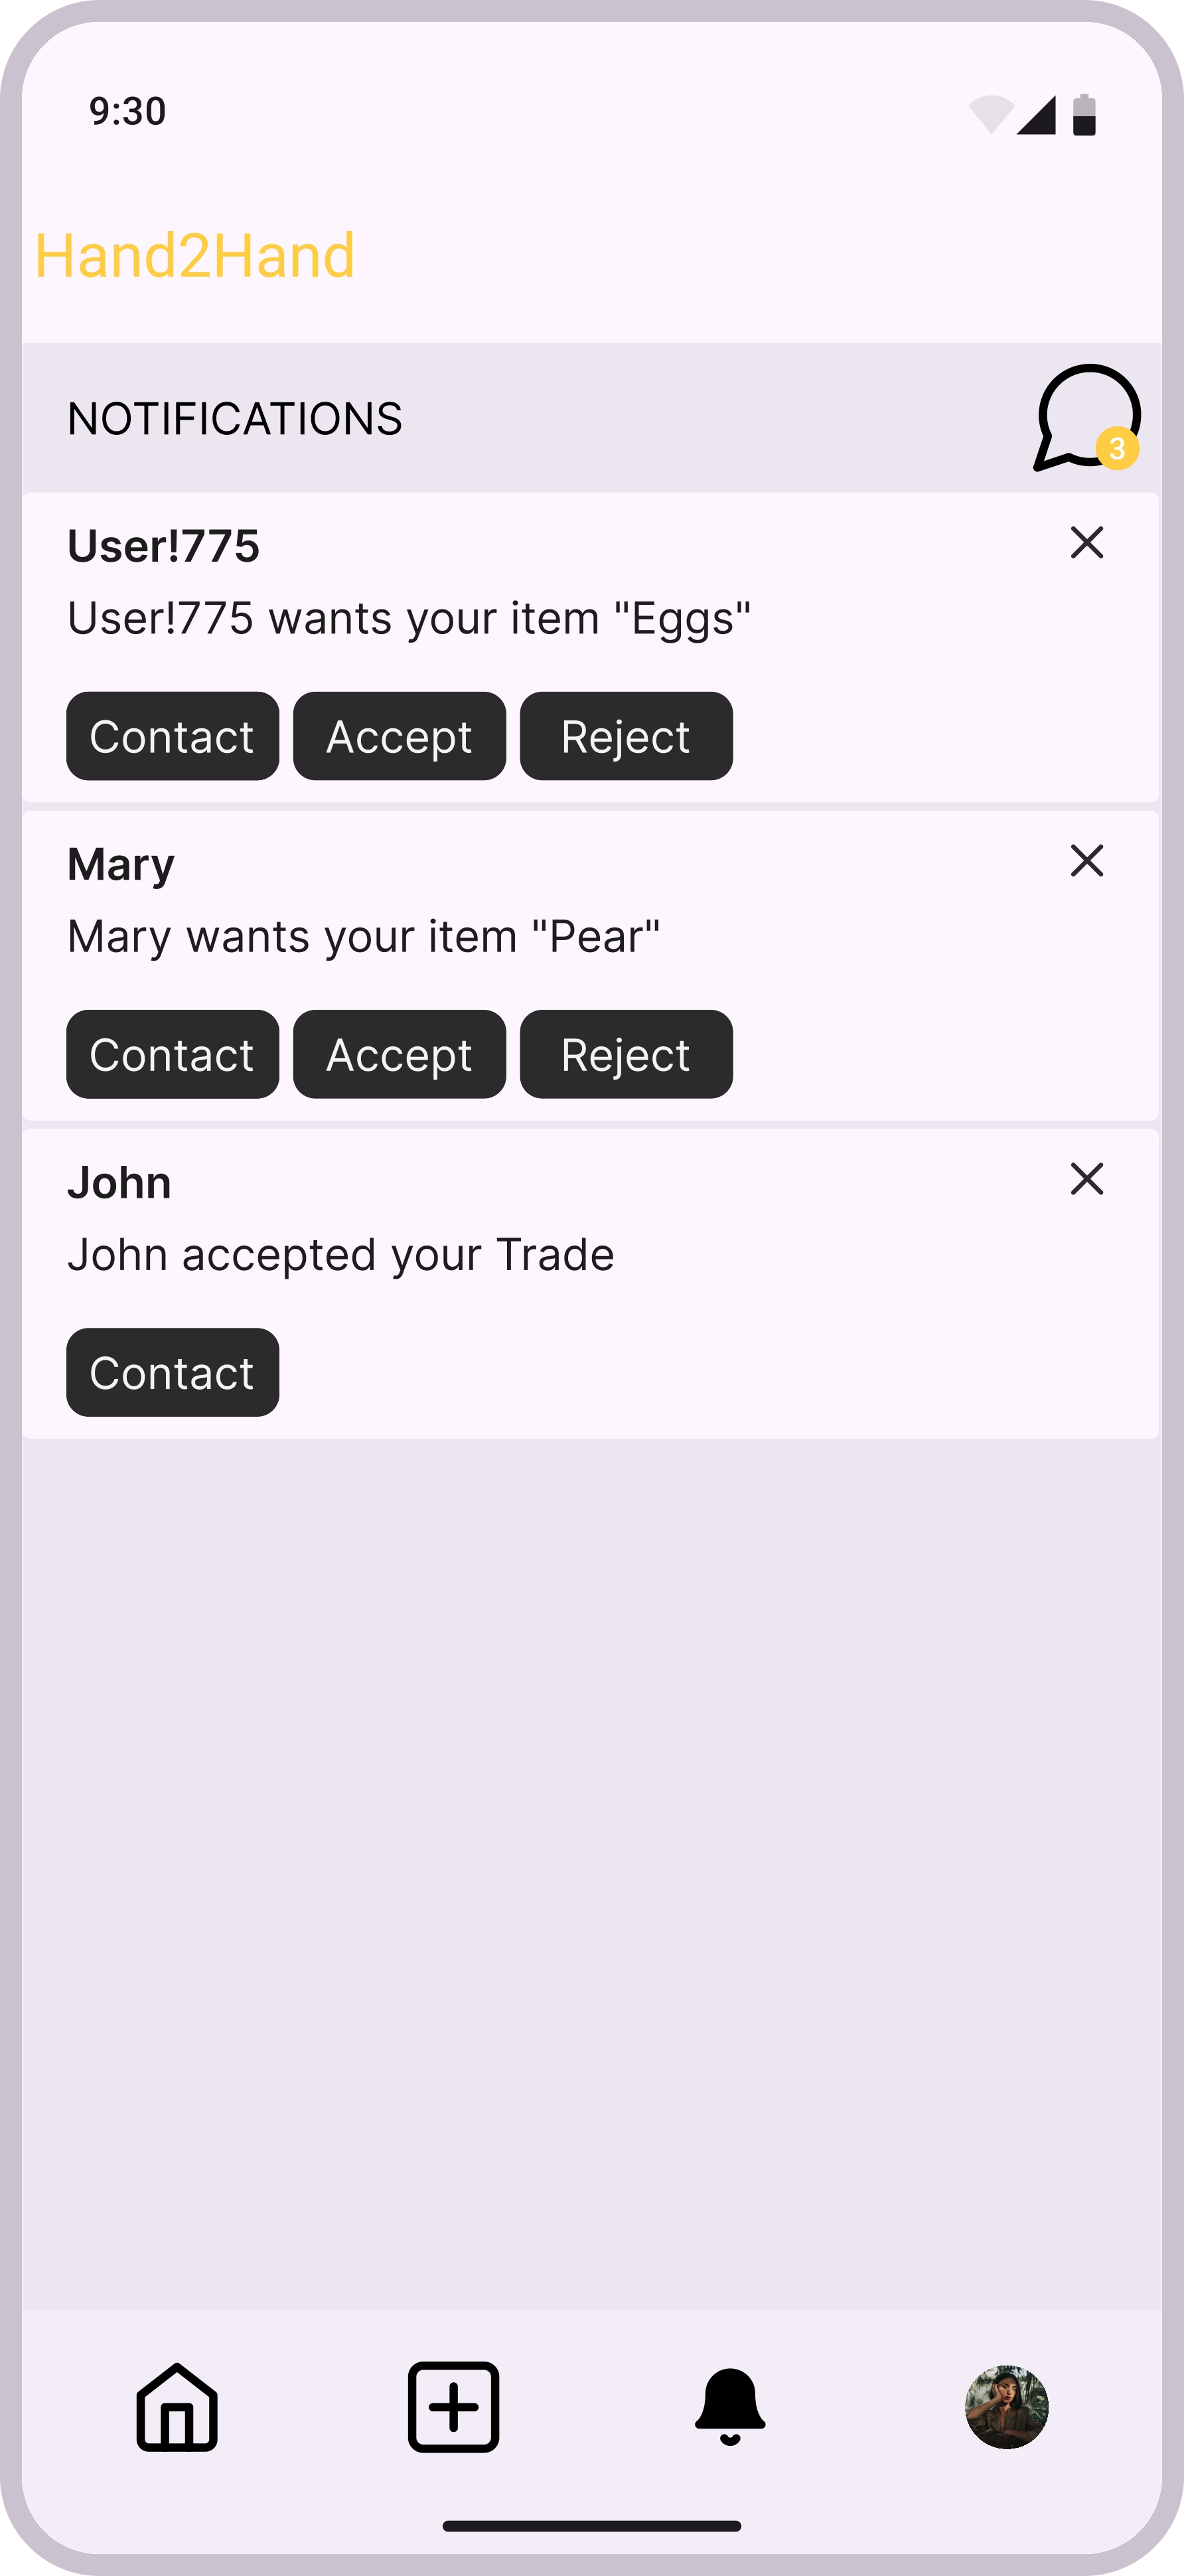 9:30
Hand2Hand
NOTIFICATIONS
3
User!775
User!775 wants your item "Eggs"
Contact Accept Reject
Mary
Mary wants your item "Pear"
Contact Accept Reject
John
John accepted your Trade
Contact